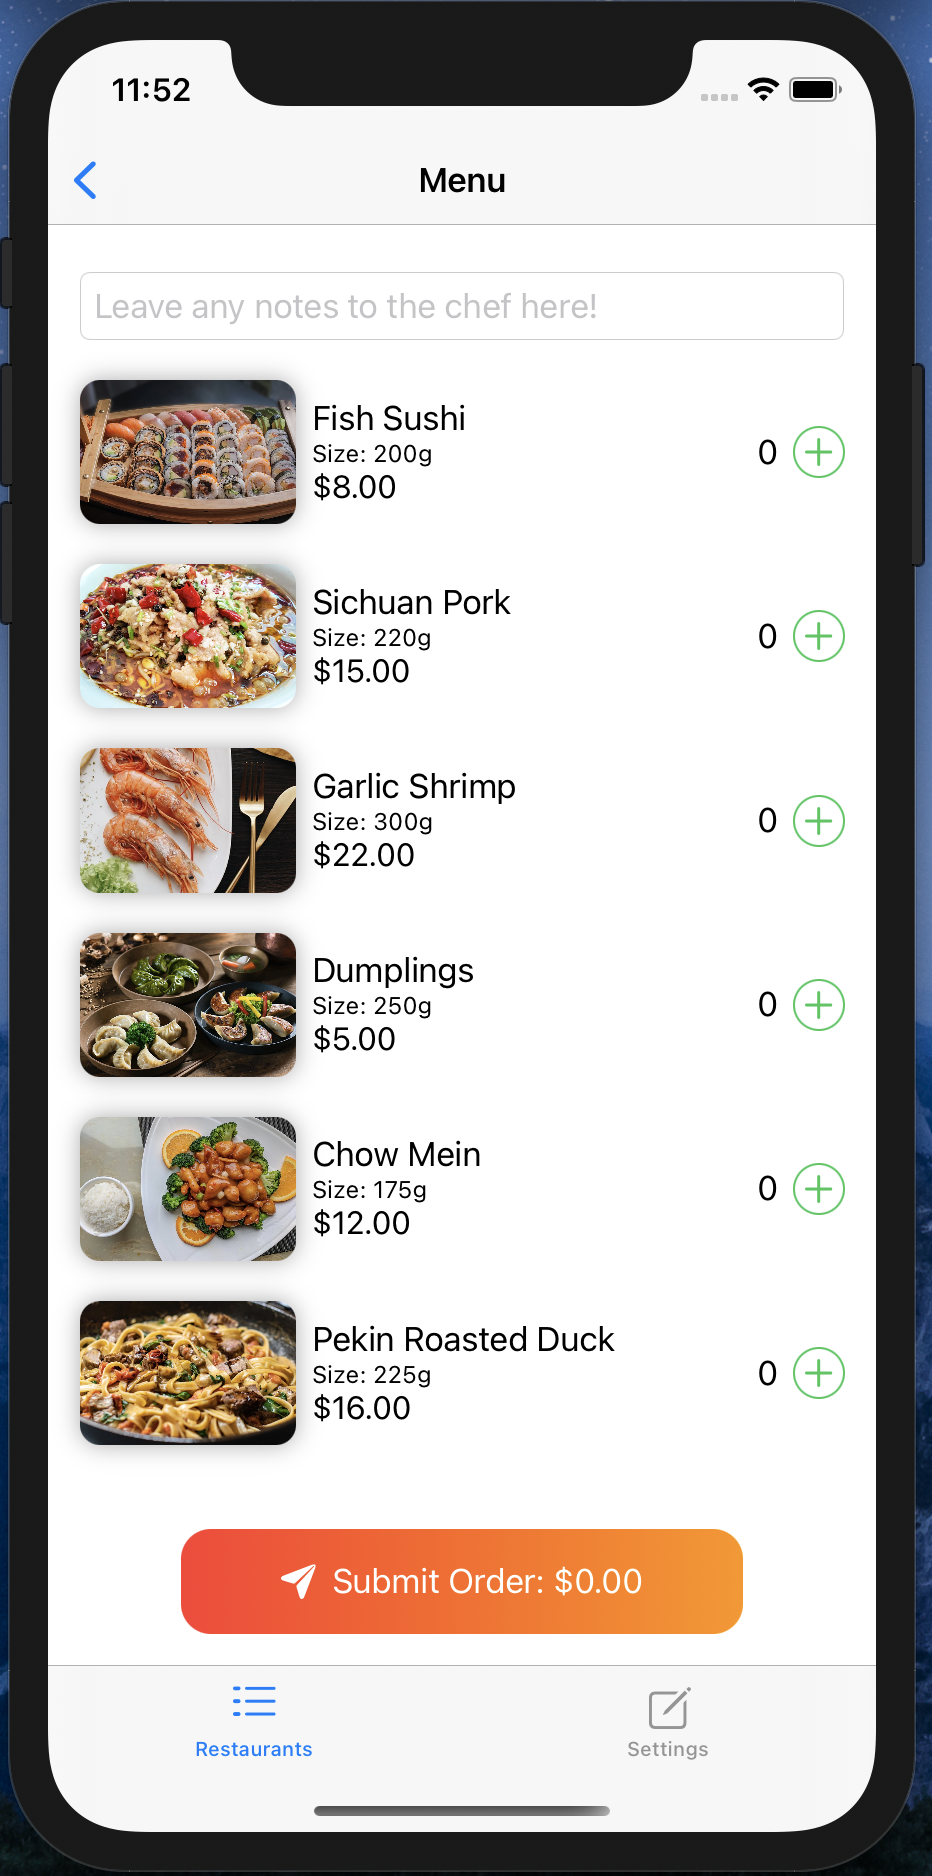 11:52
Menu
Leave any notes to the chef here!
Fish Sushi
Size: 200g
$8.00
0
Sichuan Pork
Size: 220g
$15.00
0
Garlic Shrimp
Size: 300g
$22.00
0
Dumplings
Size: 250g
$5.00
0
Chow Mein
Size: 175g
$12.00
0
Pekin Roasted Duck
Size: 225g
$16.00
0
Submit Order: $0.00
Restaurants
Settings